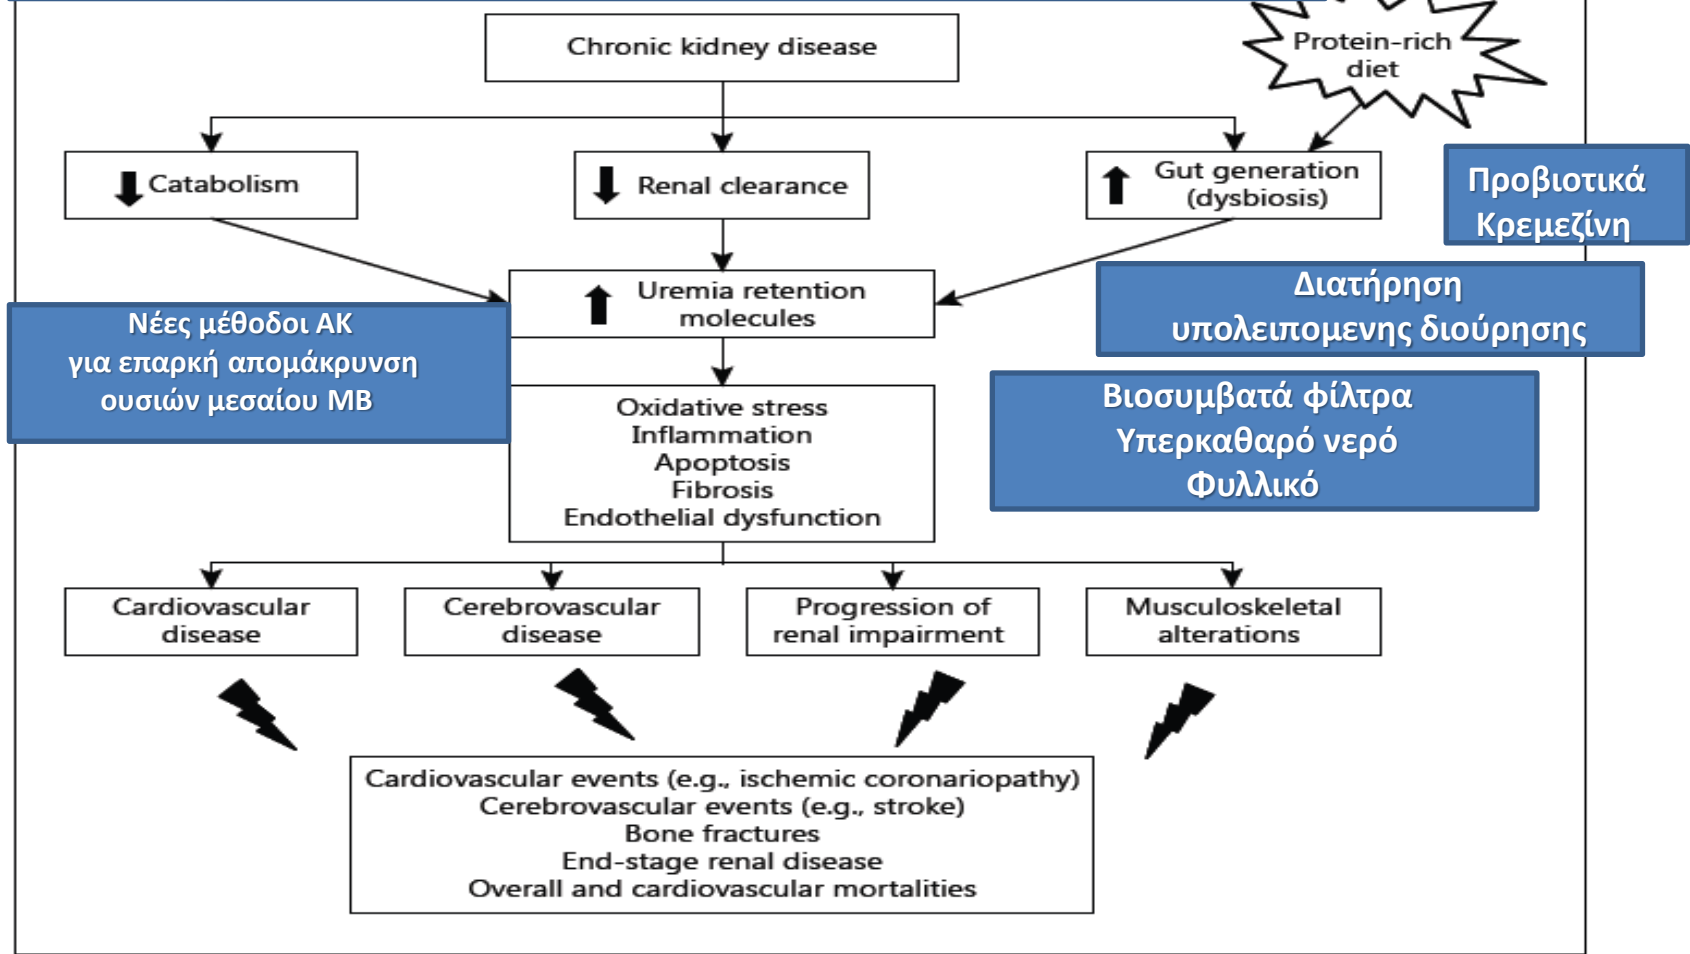 Chronic kidney disease
Protein-rich
diet
Catabolism
Renal clearance
Gut generation
(dysbiosis)
Προβιοτικά
Κρεμεζίνη
Uremia retention
molecules
Διατήρηση
υπολειπομενης διούρησης
Νέες μέθοδοι ΑΚ
για επαρκή απομάκρυνση
ουσιών μεσαίου ΜΒ
Oxidative stress
Inflammation
Apoptosis
Fibrosis
Endothelial dysfunction
Βιοσυμβατά φίλτρα
Υπερκαθαρό νερό
Φυλλικό
Cardiovascular
disease
Cerebrovascular
disease
Progression of
renal impairment
Musculoskeletal
alterations
Cardiovascular events (e.g., ischemic coronariopathy)
Cerebrovascular events (e.g., stroke)
Bone fractures
End-stage renal disease
Overall and cardiovascular mortalities